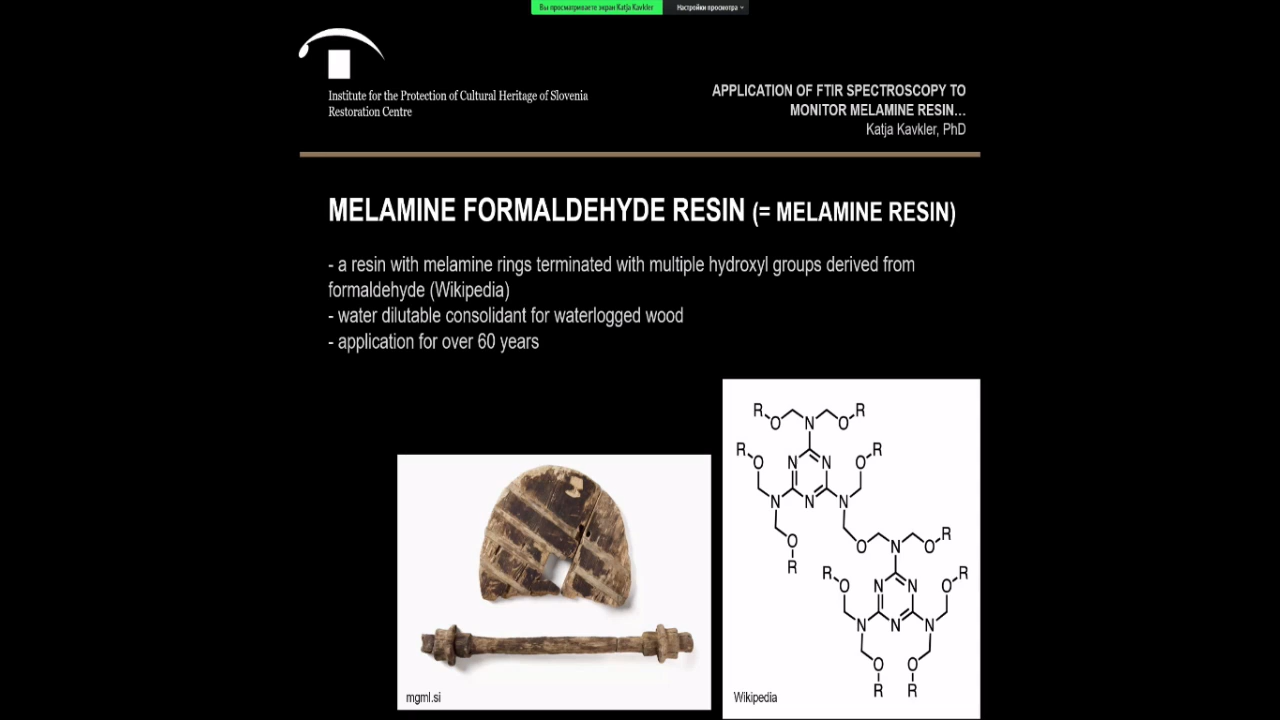 Вы просматриваете экран Katja Kavkler
Настройки просмотра
Institute for the Protection of Cultural Heritage of Slovenia
Restoration Centre
APPLICATION OF FTIR SPECTROSCOPY TO
MONITOR MELAMINE RESIN...
Katja Kavkler, PhD
MELAMINE FORMALDEHYDE RESIN (= MELAMINE RESIN)
- a resin with melamine rings terminated with multiple hydroxyl groups derived from
formaldehyde (Wikipedia)
- water dilutable consolidant for waterlogged wood
- application for over 60 years
R O N O R
R O N N O R
N N N
O O N O R
R R O N N O R
N N N
O O
R R
mgml.si
Wikipedia